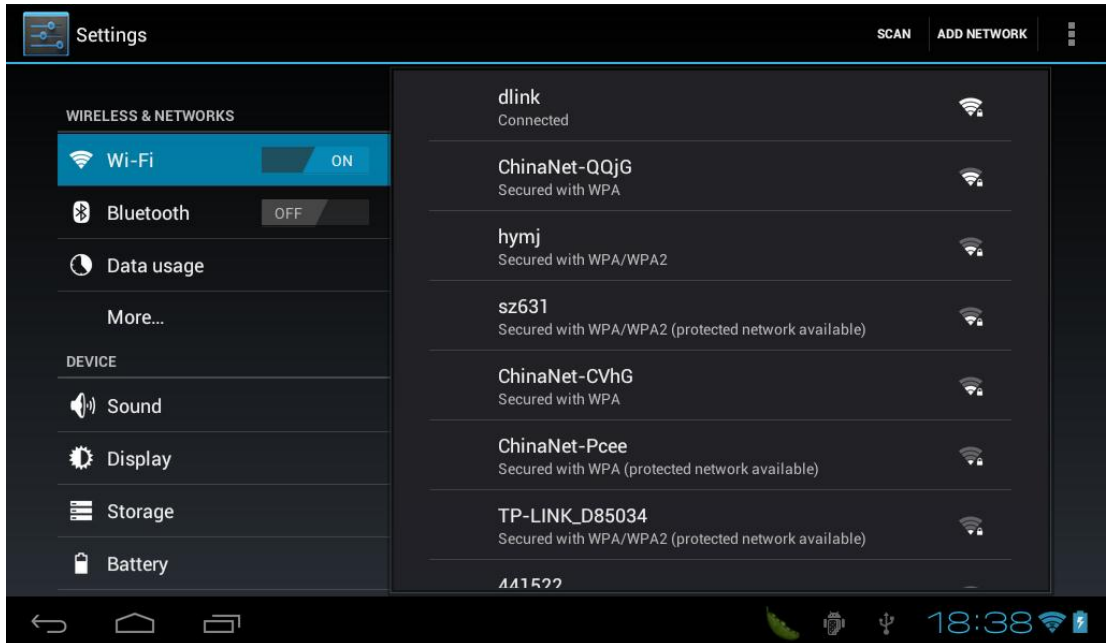 Settings
SCAN
ADD NETWORK
WIRELESS & NETWORKS
Wi-Fi
ON
Bluetooth
OFF
Data usage
More...
DEVICE
Sound
Display
Storage
Battery
dlink
Connected
ChinaNet-QQjG
Secured with WPA
hymj
Secured with WPA/WPA2
sz631
Secured with WPA/WPA2 (protected network available)
ChinaNet-CVhG
Secured with WPA
ChinaNet-Pcee
Secured with WPA (protected network available)
TP-LINK_D85034
Secured with WPA/WPA2 (protected network available)
441522
18:38